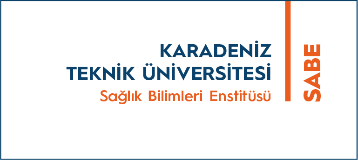 KARADENİZ
TEKNİK ÜNİVERSİTESİ
Sağlık Bilimleri Enstitüsü
SABE